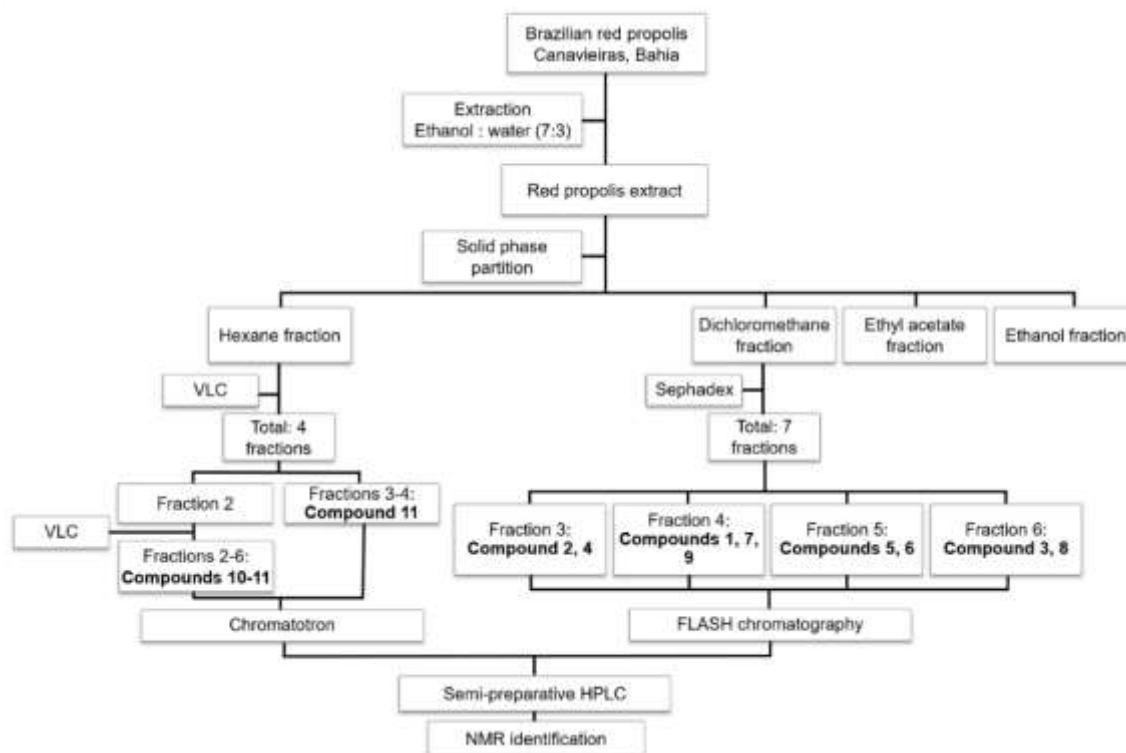 Brazilian red propolis
Canavieiras, Bahia
Extraction
Ethanol : water (7:3)
Red propolis extract
Solid phase
partition
Hexane fraction
Dichloromethane
fraction
Ethyl acetate
fraction
Ethanol fraction
VLC
Sephadex
Total: 4
fractions
Total: 7
fractions
Fraction 2
Fractions 3-4:
Compound 11
VLC
Fractions 2-6:
Compounds 10-11
Fraction 3:
Compound 2, 4
Fraction 4:
Compounds 1, 7,
9
Fraction 5:
Compounds 5, 6
Fraction 6:
Compound 3, 8
Chromatotron
FLASH chromatography
Semi-preparative HPLC
NMR identification